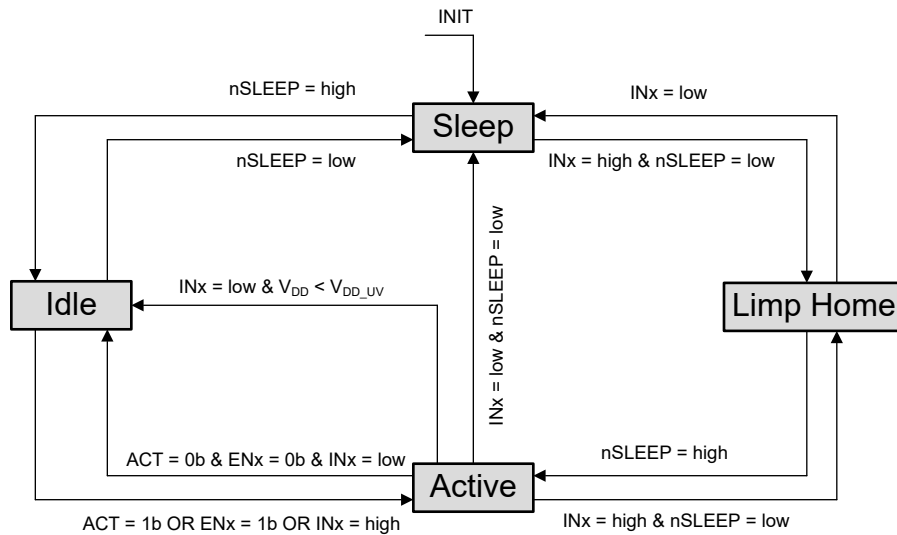 INIT
nSLEEP = high
INx = low
Sleep
nSLEEP = low
INx = high & nSLEEP = low
INx = low & nSLEEP = low
INx = low & VDD < VDD_UV
Idle
Limp Home
ACT = 0b & ENx = 0b & INx = low
nSLEEP = high
Active
ACT = 1b OR ENx = 1b OR INx = high
INx = high & nSLEEP = low